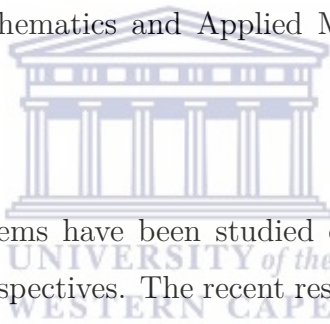 hematics and Applied M
ems have been studied
UNIVERSITY of the
spectives. The recent res
WESTERN CAPE